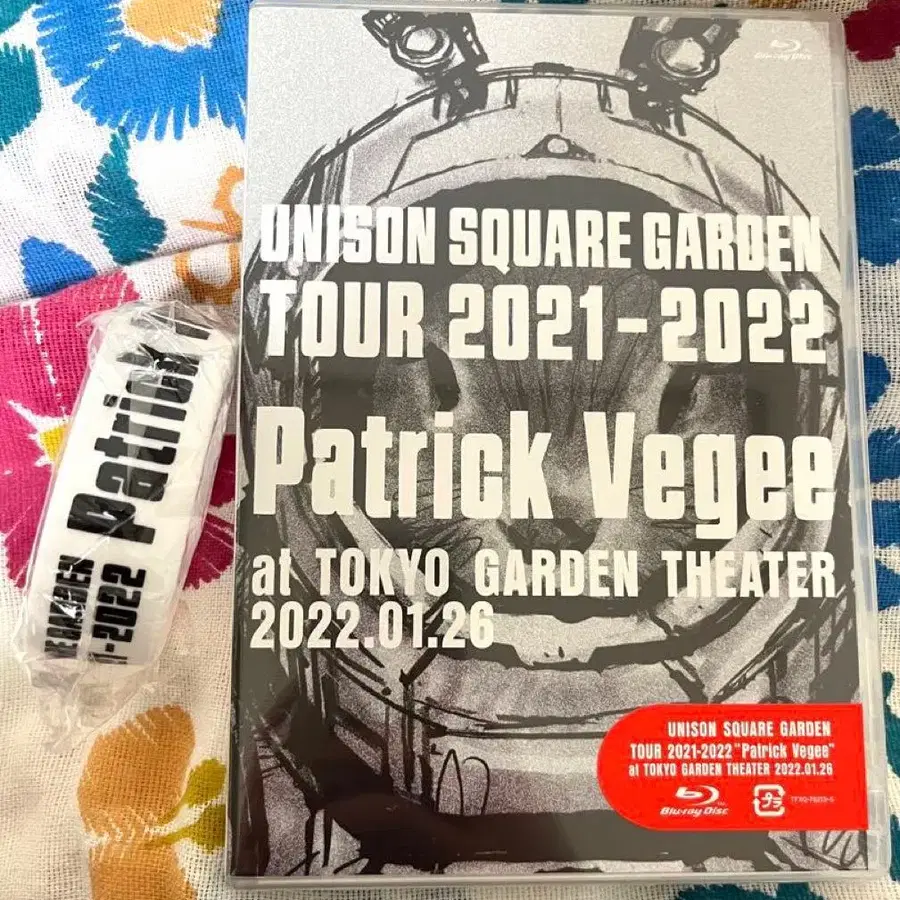 Blu-ray Disc
UNISON SQUARE GARDEN
TOUR 2021-2022
Patrick Vegee
at TOKYO GARDEN THEATER
2022.01.26
UNISON SQUARE GARDEN
TOUR 2021-2022 "Patrick Vegee"
at TOKYO GARDEN THEATER 2022.01.26
Blu-ray Disc
プラ
Patrick
-2022